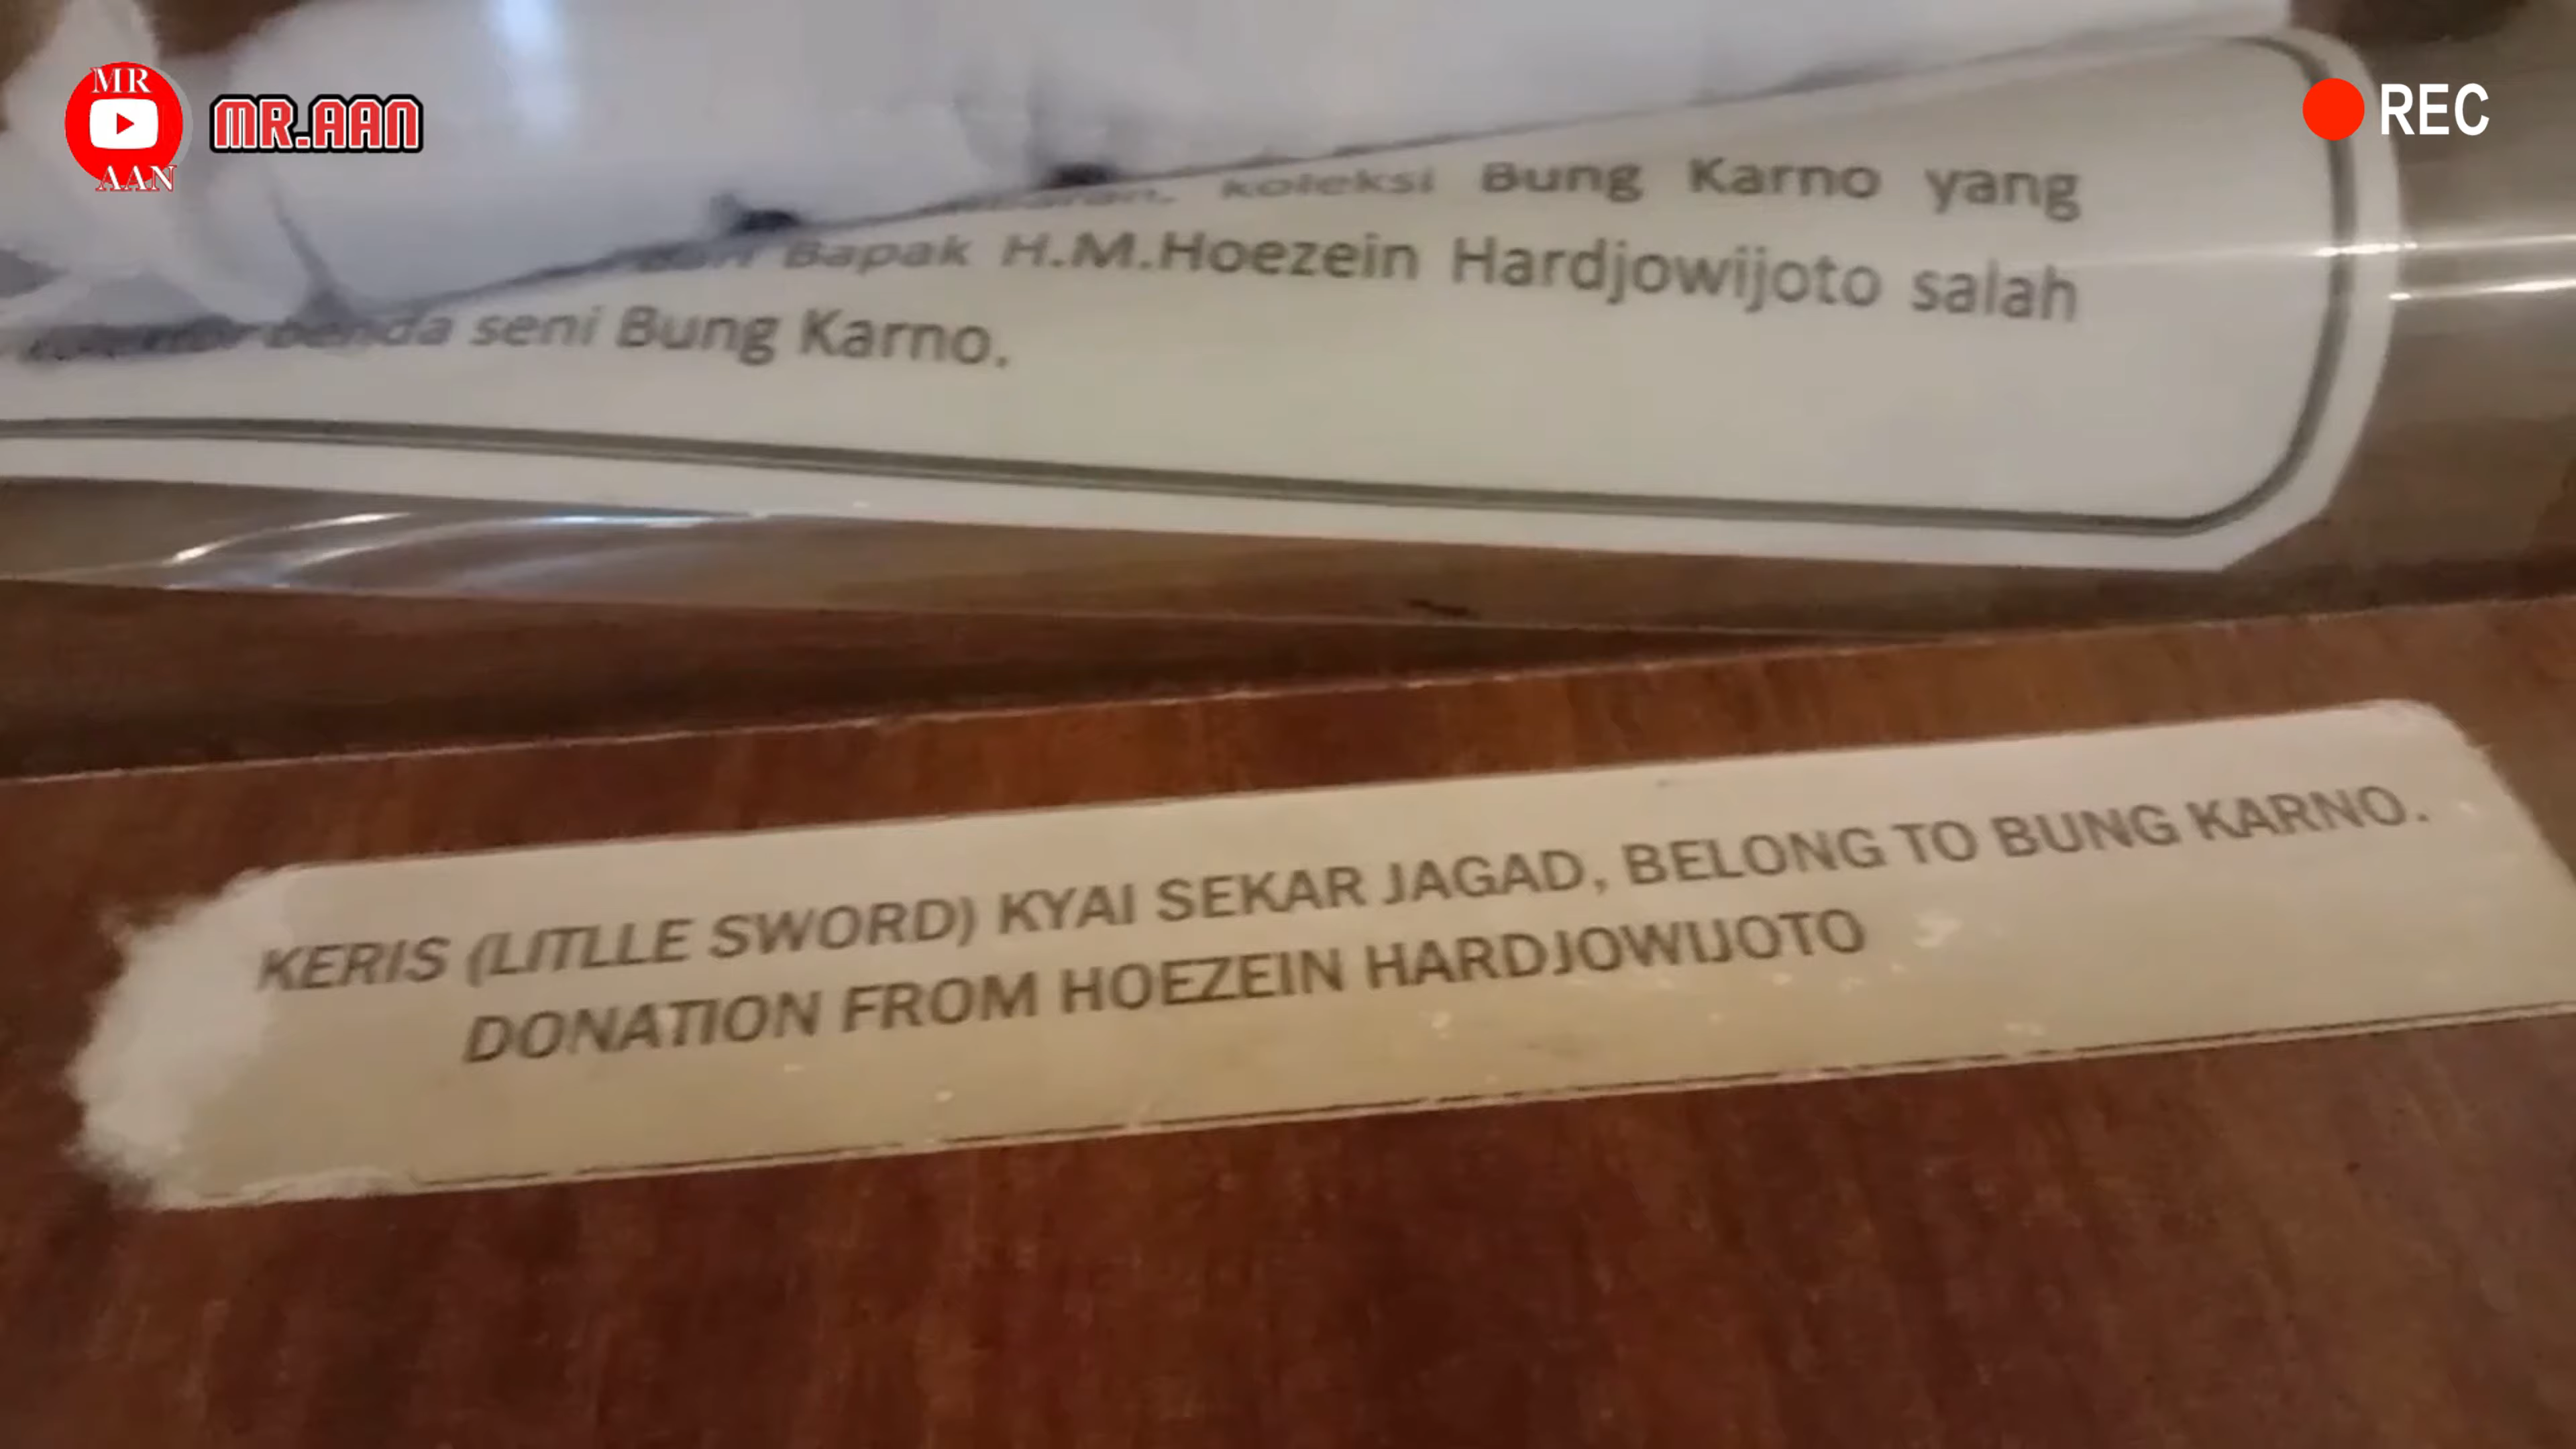 MR
AAN
MR.AAN
REC
koleksi Bung Karno yang
Bapak H.M.Hoezein Hardjowijoto salah
benda seni Bung Karno.
KERIS (LITLLE SWORD) KYAI SEKAR JAGAD, BELONG TO BUNG KARNO.
DONATION FROM HOEZEIN HARDJOWIJOTO